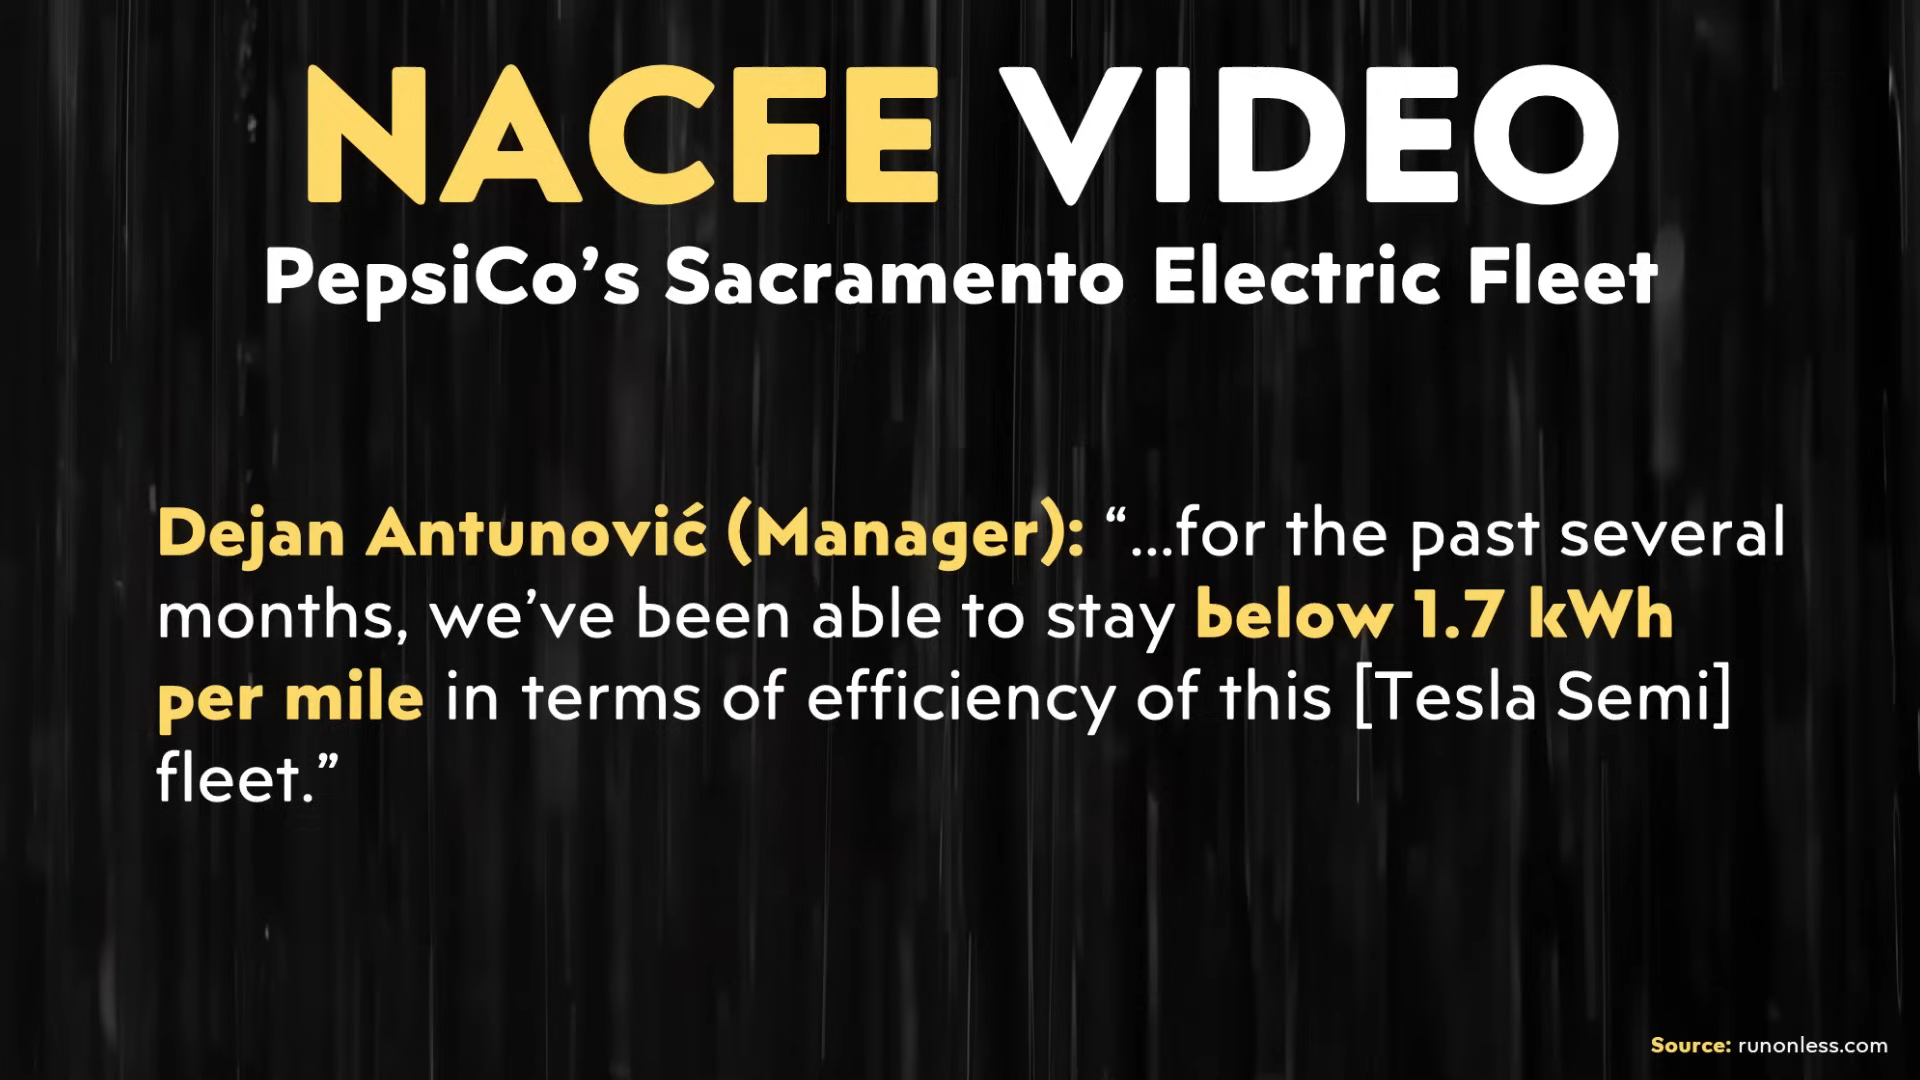 NACFE VIDEO
PepsiCo’s Sacramento Electric Fleet
Dejan Antunović (Manager): “...for the past several
months, we’ve been able to stay below 1.7 kWh
per mile in terms of efficiency of this [Tesla Semi]
fleet.”
Source: runonless.com